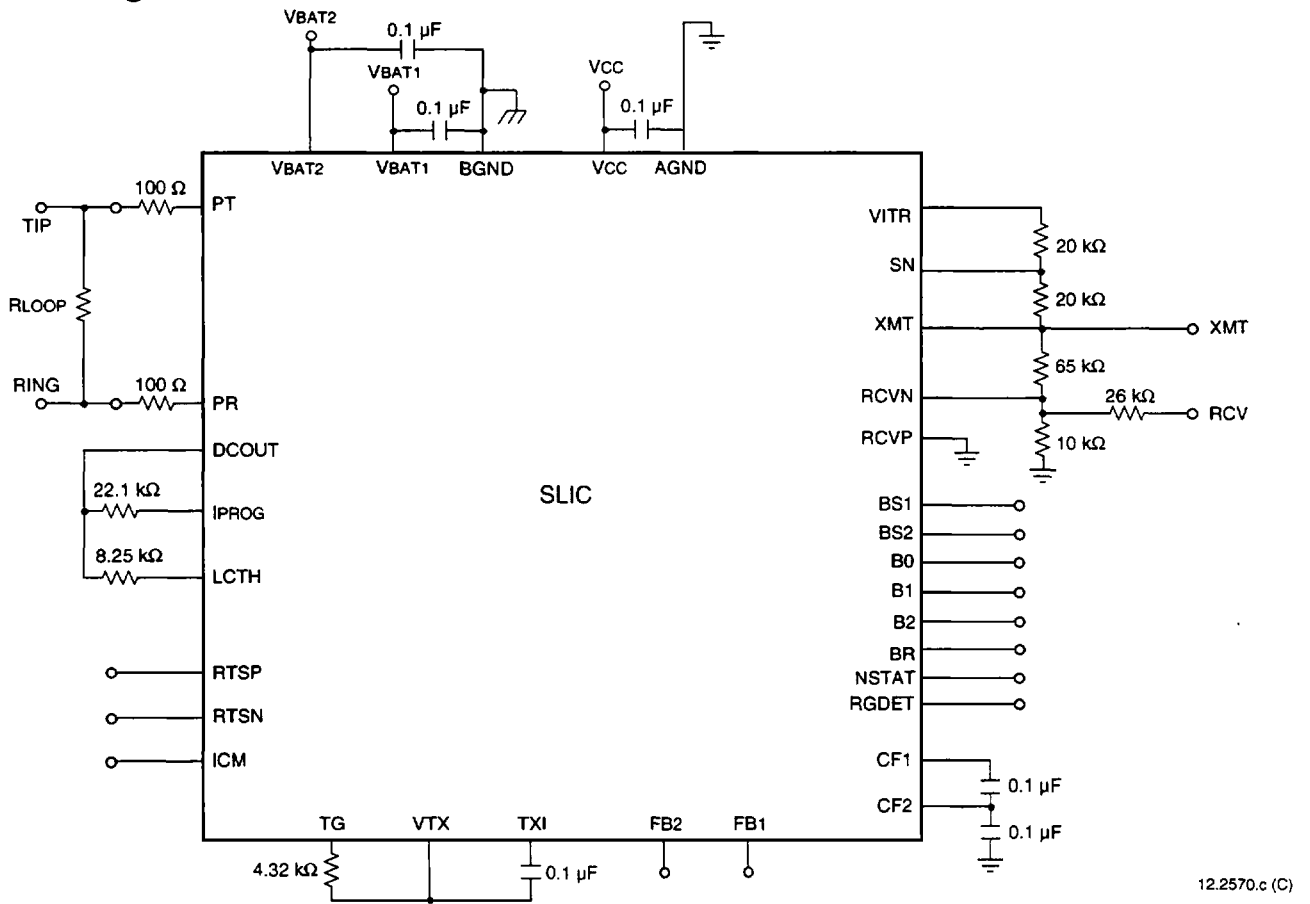 VBAT2
0.1 µF
VBAT1
0.1 µF
VCC
0.1 µF
VBAT2
VBAT1
BGND
VCC
AGND
100 Ω
PT
TIP
RLOOP
RING
100 Ω
PR
DCOUT
22.1 kΩ
IPROG
8.25 kΩ
LCTH
RTSP
RTSN
ICM
SLIC
VITR
20 kΩ
SN
20 kΩ
XMT
XMT
65 kΩ
RCVN
26 kΩ
RCV
RCVP
10 kΩ
BS1
BS2
B0
B1
B2
BR
NSTAT
RGDET
CF1
0.1 µF
CF2
0.1 µF
TG
VTX
TXI
FB2
FB1
4.32 kΩ
0.1 µF
12.2570.c (C)